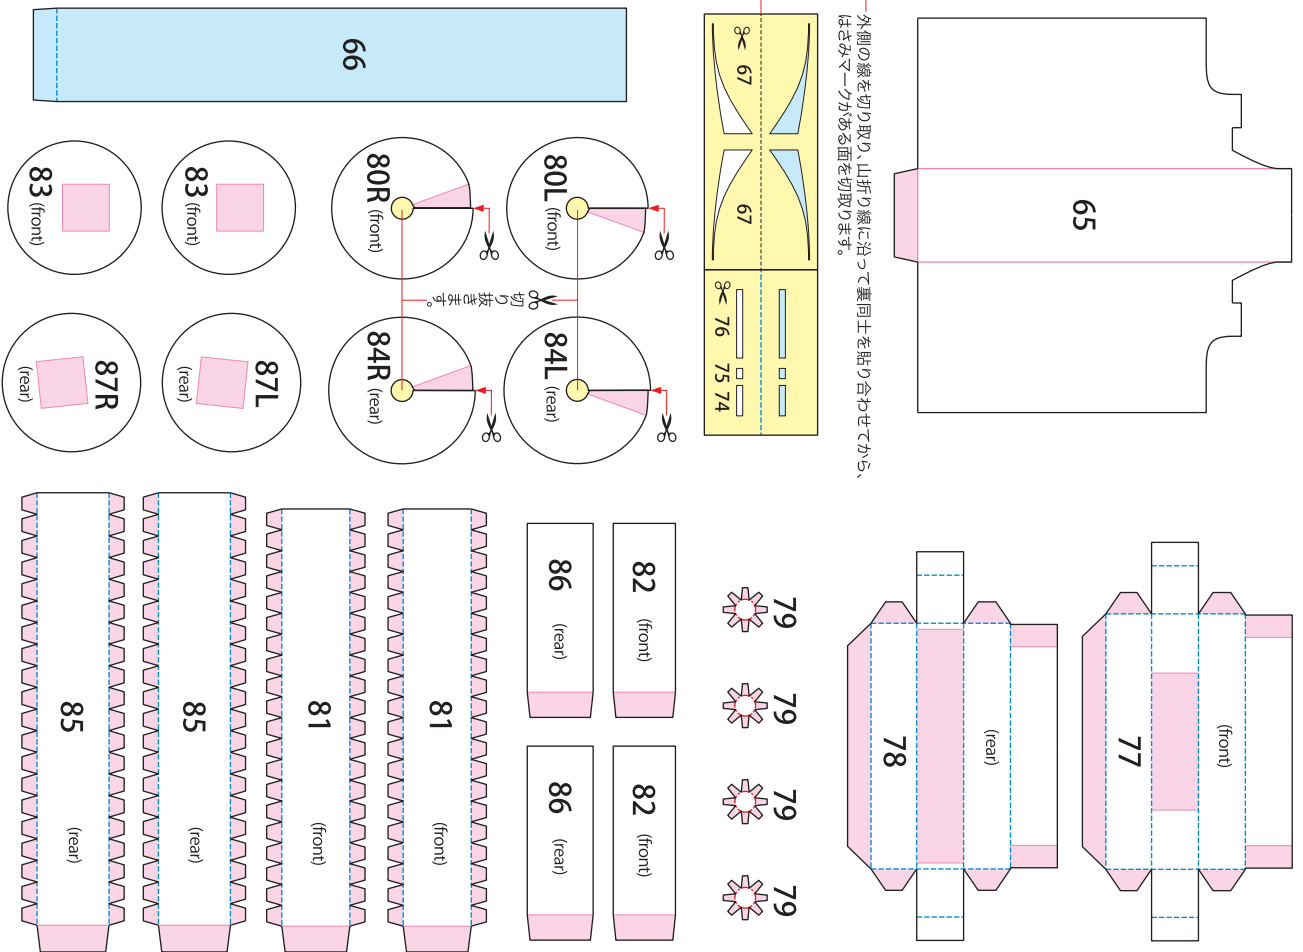 外側の線を切り取り、山折り線に沿って裏同士を貼り合わせてから、
はさみマークがある面を切取ります。
65
67
67
76 75 74
66
80L (front)
80R (front)
83 (front)
83 (front)
切り抜きます。
84L (rear)
84R (rear)
87L
(rear)
87R
(rear)
77
(front)
78
(rear)
79
79
79
79
82
(front)
82
(front)
86
(rear)
86
(rear)
81
(front)
81
(front)
85
(rear)
85
(rear)